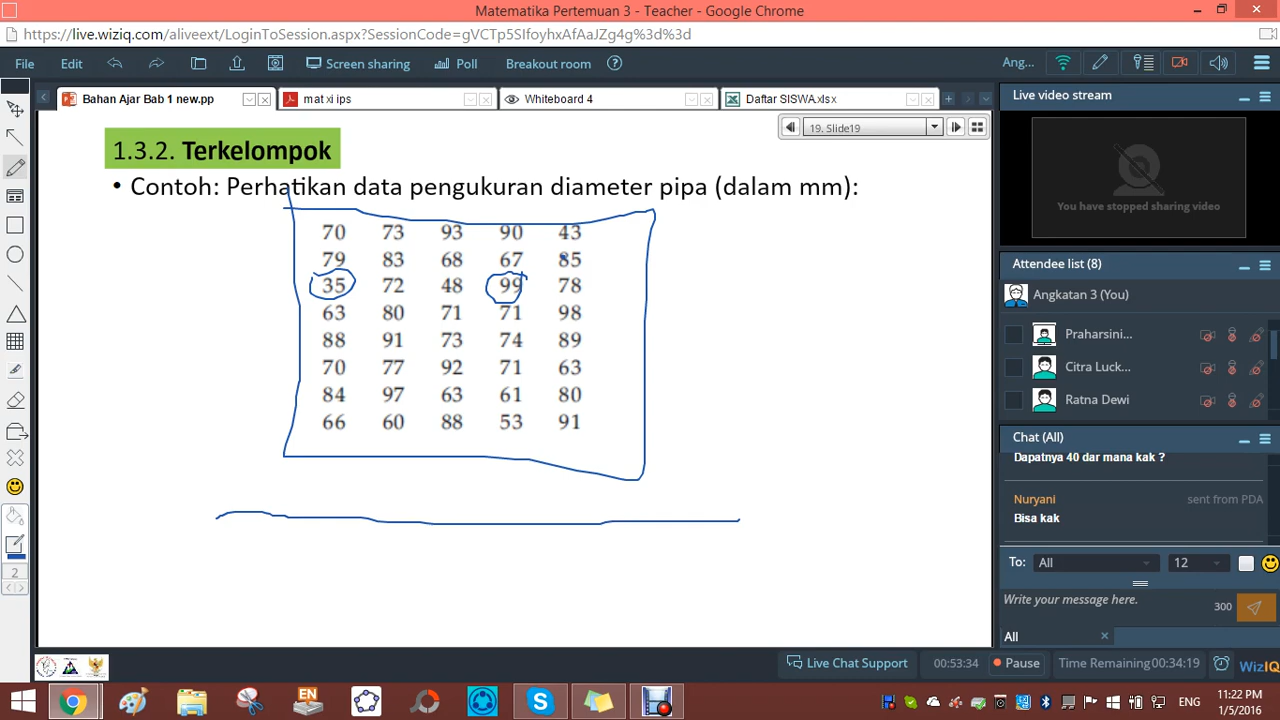 Matematika Pertemuan 3 - Teacher - Google Chrome
https://live.wiziq.com/aliveext/LoginToSession.aspx?SessionCode=gVCTp5SIfoyhxAfAaJZg4g%3d%3d
File Edit Screen sharing Poll Breakout room ? Ang...
Bahan Ajar Bab 1 new.pp mat xi ips Whiteboard 4 Daftar SISWA.xlsx
19. Slide19
1.3.2. Terkelompok
• Contoh: Perhatikan data pengukuran diameter pipa (dalam mm):
70 73 93 90 43
79 83 68 67 85
35 72 48 99 78
63 80 71 71 98
88 91 73 74 89
70 77 92 71 63
84 97 63 61 80
66 60 88 53 91
2
Live video stream
You have stopped sharing video
Attendee list (8)
Angkatan 3 (You)
Praharsini...
Citra Luck...
Ratna Dewi
Chat (All)
Dapatnya 40 dar mana kak ?
Nuryani sent from PDA
Bisa kak
To: All 12
Write your message here. 300
All
Live Chat Support 00:53:34 Pause Time Remaining 00:34:19 WizIQ
EN
ENG
11:22 PM
1/5/2016